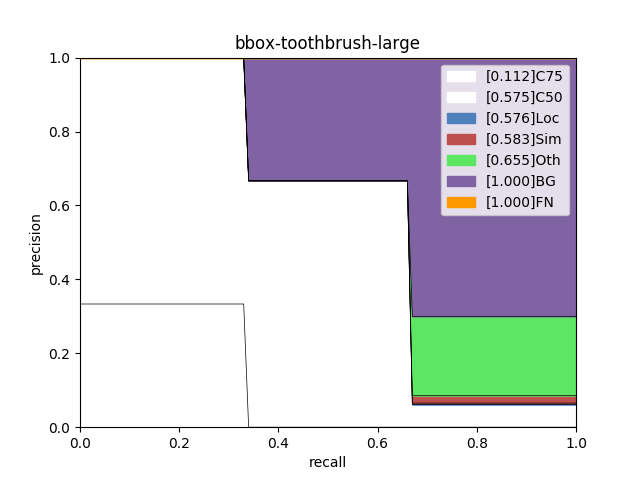 bbox-toothbrush-large
1.0
0.8
0.6
0.4
0.2
0.0
precision
[0.112]C75
[0.575]C50
[0.576]Loc
[0.583]Sim
[0.655]Oth
[1.000]BG
[1.000]FN
0.0 0.2 0.4 0.6 0.8 1.0
recall